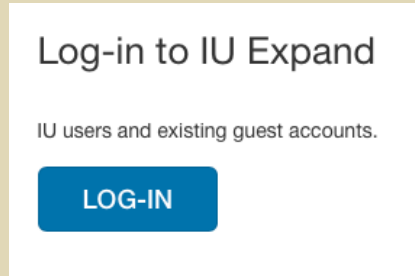 Log-in to IU Expand
IU users and existing guest accounts.
LOG-IN